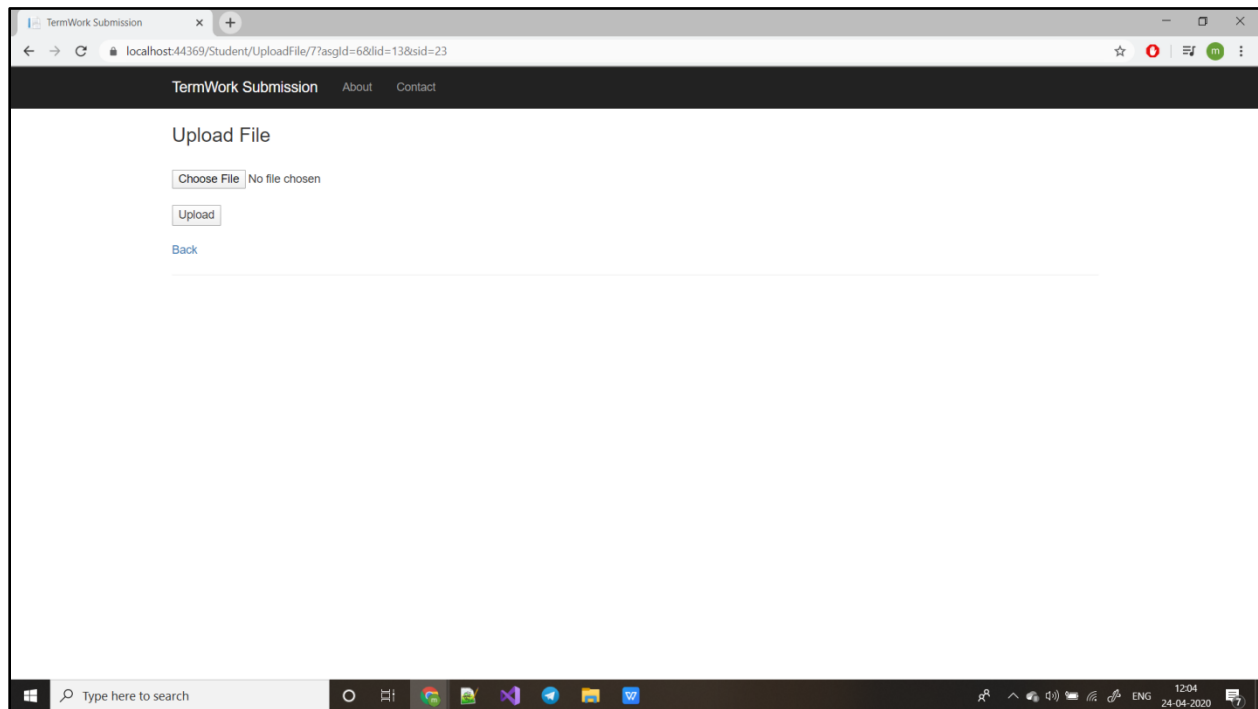 TermWork Submission
localhost:44369/Student/UploadFile/7?asgId=6&lid=13&sid=23
m
TermWork Submission About Contact
Upload File
Choose File No file chosen
Upload
Back
Type here to search
W
ENG
12:04
24-04-2020
7